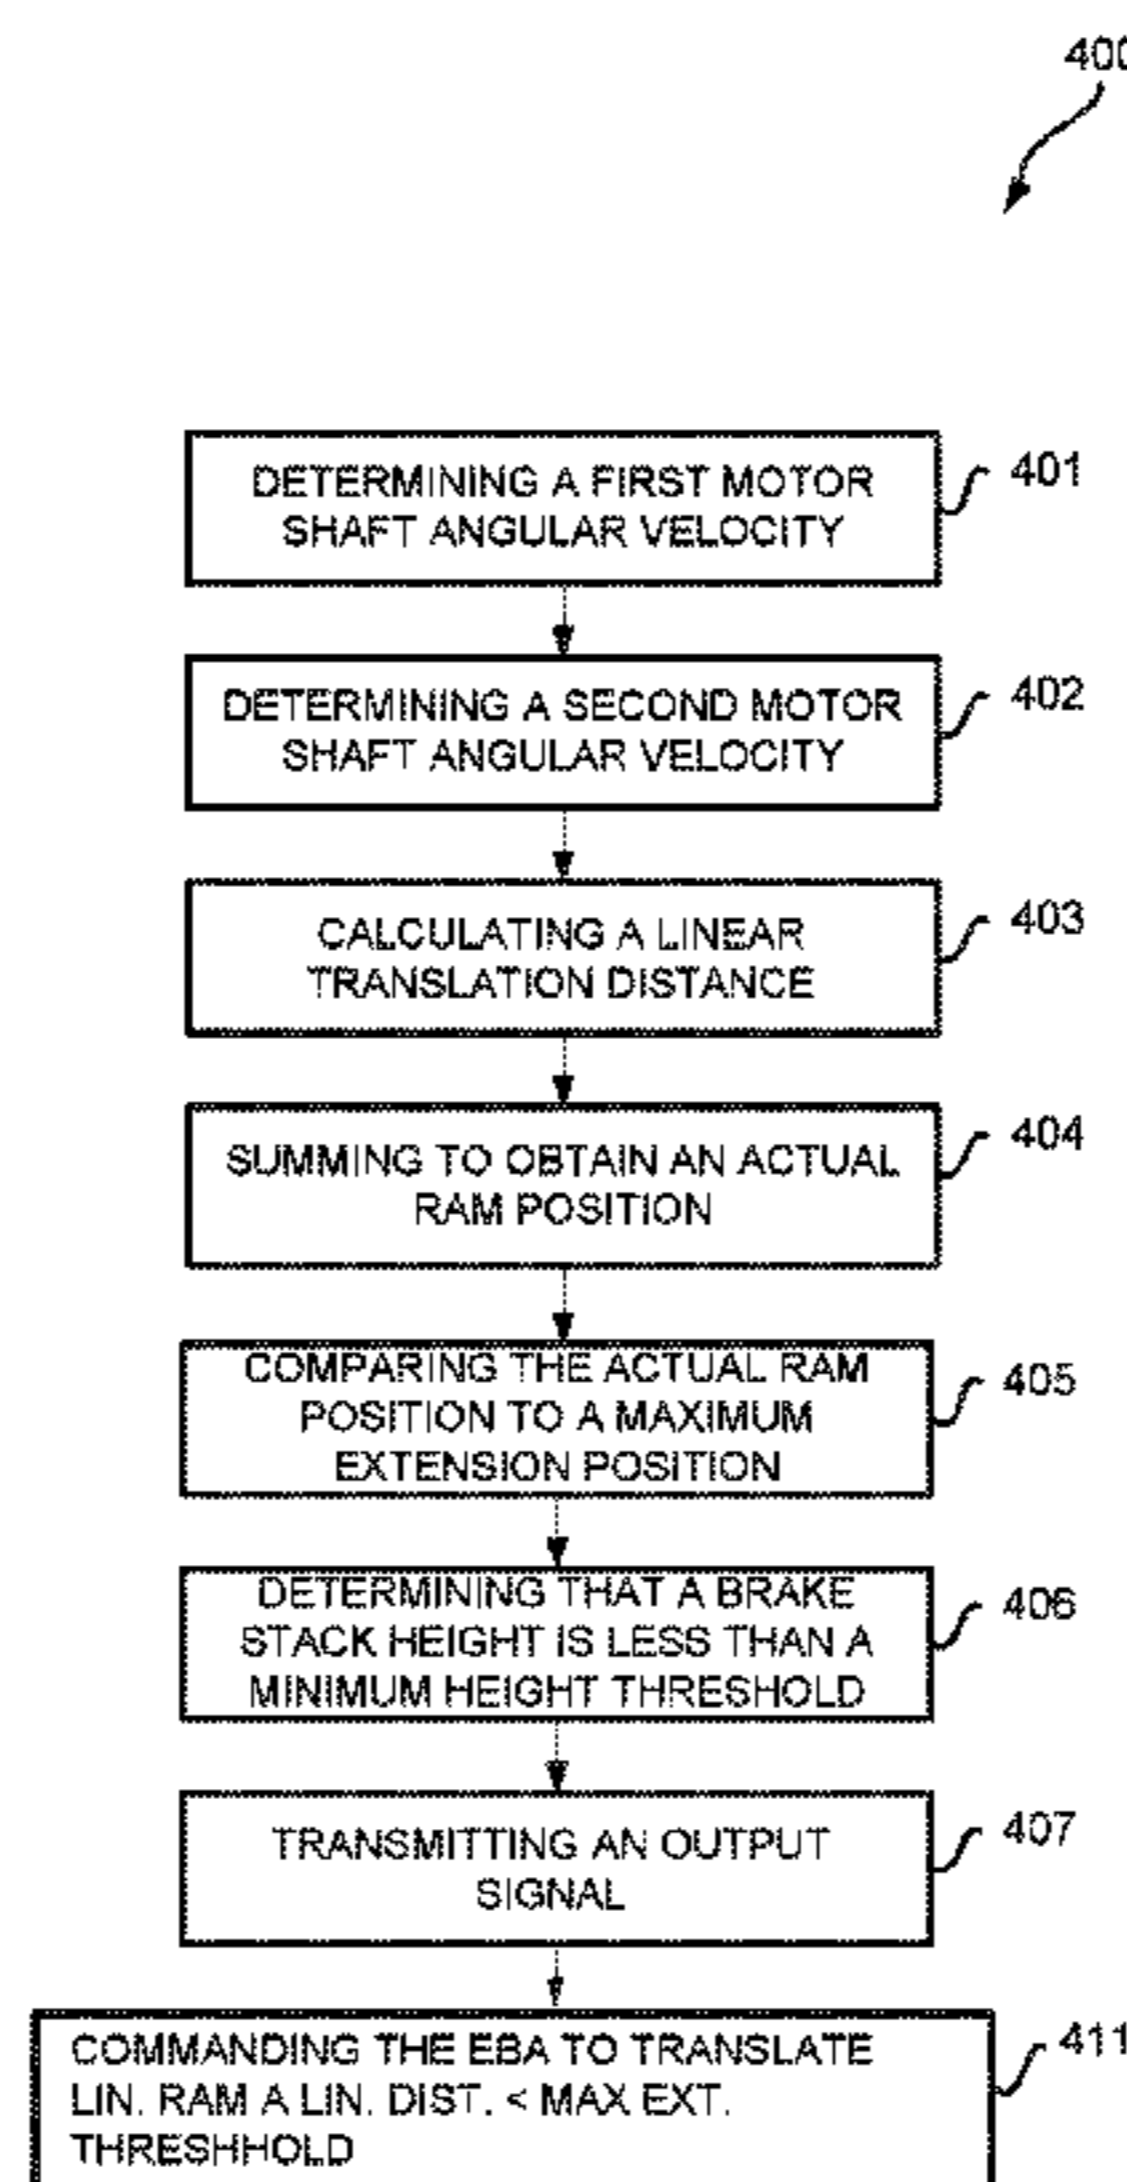 400
DETERMINING A FIRST MOTOR
SHAFT ANGULAR VELOCITY
401
DETERMINING A SECOND MOTOR
SHAFT ANGULAR VELOCITY
402
CALCULATING A LINEAR
TRANSLATION DISTANCE
403
SUMMING TO OBTAIN AN ACTUAL
RAM POSITION
404
COMPARING THE ACTUAL RAM
POSITION TO A MAXIMUM
EXTENSION POSITION
405
DETERMINING THAT A BRAKE
STACK HEIGHT IS LESS THAN A
MINIMUM HEIGHT THRESHOLD
406
TRANSMITTING AN OUTPUT
SIGNAL
407
COMMANDING THE EBA TO TRANSLATE
LIN. RAM A LIN. DIST. < MAX EXT.
THRESHHOLD
411